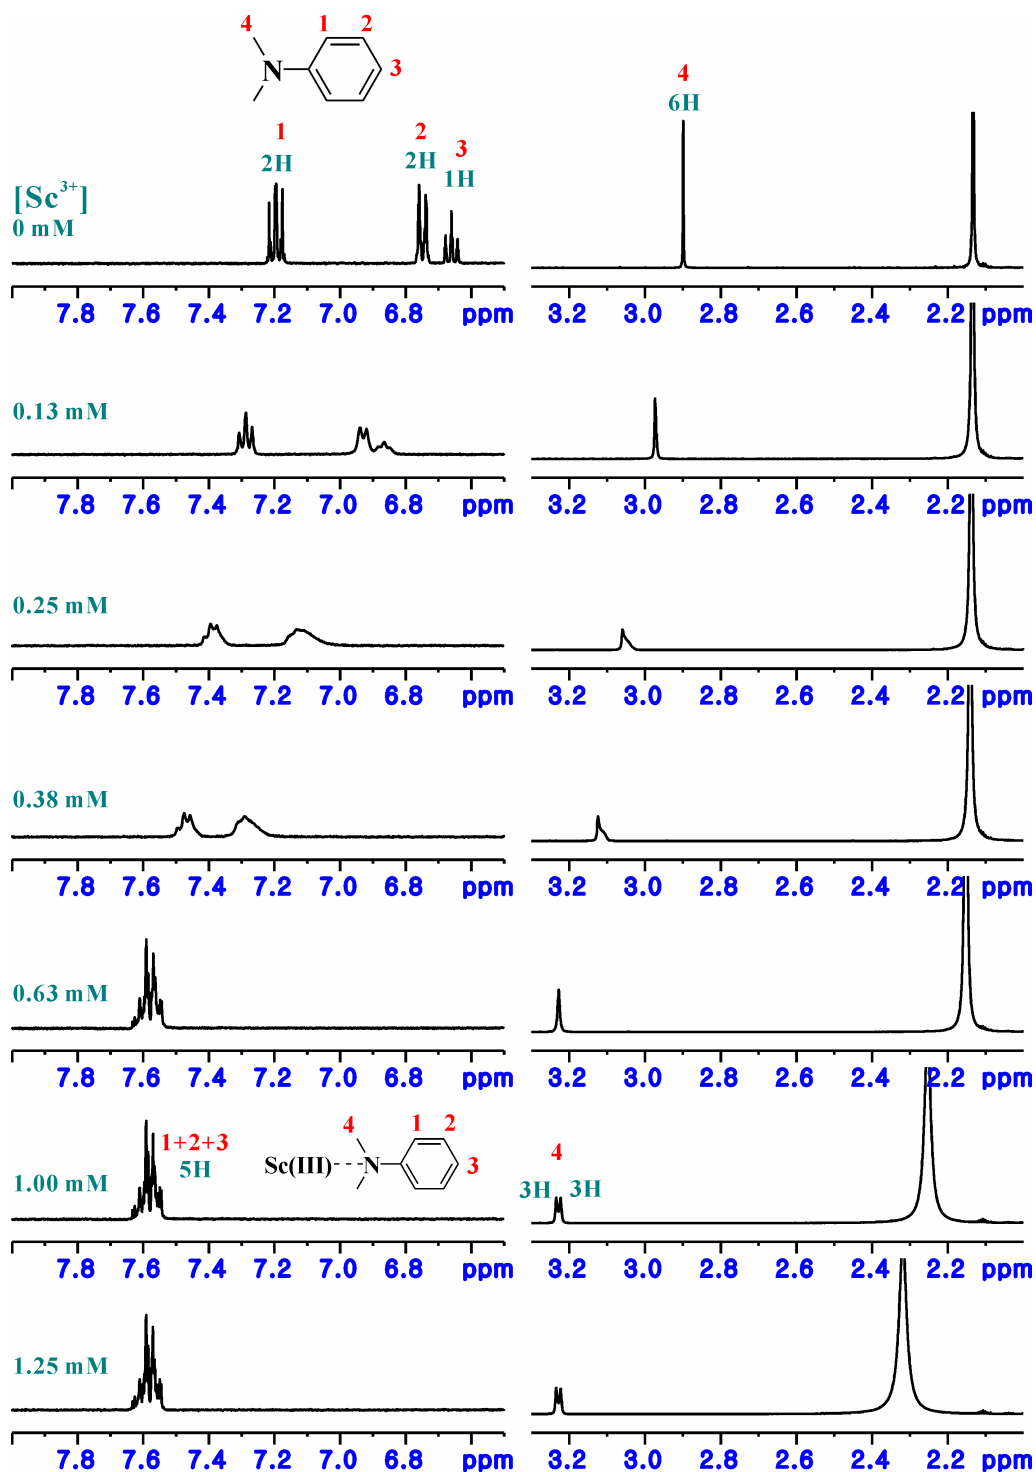 4 1 2
N 3
4
6H
1
2H
2
2H
3
1H
[Sc3+]
0 mM
7.8 7.6 7.4 7.2 7.0 6.8 ppm 3.2 3.0 2.8 2.6 2.4 2.2 ppm
0.13 mM
7.8 7.6 7.4 7.2 7.0 6.8 ppm 3.2 3.0 2.8 2.6 2.4 2.2 ppm
0.25 mM
7.8 7.6 7.4 7.2 7.0 6.8 ppm 3.2 3.0 2.8 2.6 2.4 2.2 ppm
0.38 mM
7.8 7.6 7.4 7.2 7.0 6.8 ppm 3.2 3.0 2.8 2.6 2.4 2.2 ppm
0.63 mM
7.8 7.6 7.4 7.2 7.0 6.8 ppm 3.2 3.0 2.8 2.6 2.4 2.2 ppm
1.00 mM
1+2+3
5H
4 1 2
Sc(III)---N 3
4
3H 3H
7.8 7.6 7.4 7.2 7.0 6.8 ppm 3.2 3.0 2.8 2.6 2.4 2.2 ppm
1.25 mM
7.8 7.6 7.4 7.2 7.0 6.8 ppm 3.2 3.0 2.8 2.6 2.4 2.2 ppm